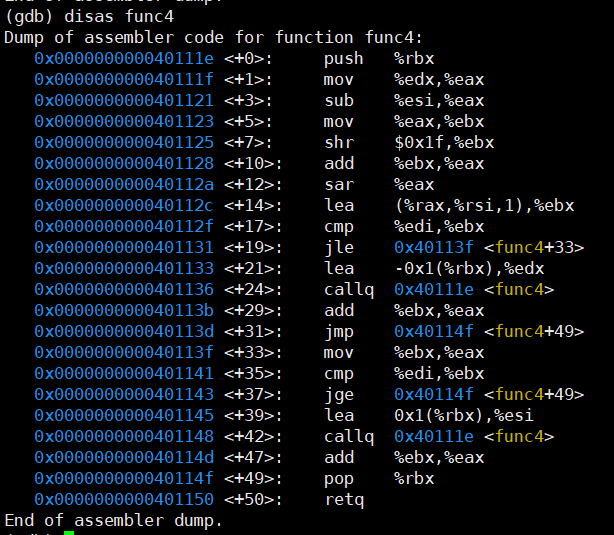 (gdb) disas func4
Dump of assembler code for function func4:
   0x000000000040111e <+0>:     push   %rbx
   0x000000000040111f <+1>:     mov    %edx,%eax
   0x0000000000401121 <+3>:     sub    %esi,%eax
   0x0000000000401123 <+5>:     mov    %eax,%ebx
   0x0000000000401125 <+7>:     shr    $0x1f,%ebx
   0x0000000000401128 <+10>:    add    %ebx,%eax
   0x000000000040112a <+12>:    sar    %eax
   0x000000000040112c <+14>:    lea    (%rax,%rsi,1),%ebx
   0x000000000040112f <+17>:    cmp    %edi,%ebx
   0x0000000000401131 <+19>:    jle    0x40113f <func4+33>
   0x0000000000401133 <+21>:    lea    -0x1(%rbx),%edx
   0x0000000000401136 <+24>:    callq  0x40111e <func4>
   0x000000000040113b <+29>:    add    %ebx,%eax
   0x000000000040113d <+31>:    jmp    0x40114f <func4+49>
   0x000000000040113f <+33>:    mov    %ebx,%eax
   0x0000000000401141 <+35>:    cmp    %edi,%ebx
   0x0000000000401143 <+37>:    jge    0x40114f <func4+49>
   0x0000000000401145 <+39>:    lea    0x1(%rbx),%esi
   0x0000000000401148 <+42>:    callq  0x40111e <func4>
   0x000000000040114d <+47>:    add    %ebx,%eax
   0x000000000040114f <+49>:    pop    %rbx
   0x0000000000401150 <+50>:    retq
End of assembler dump.